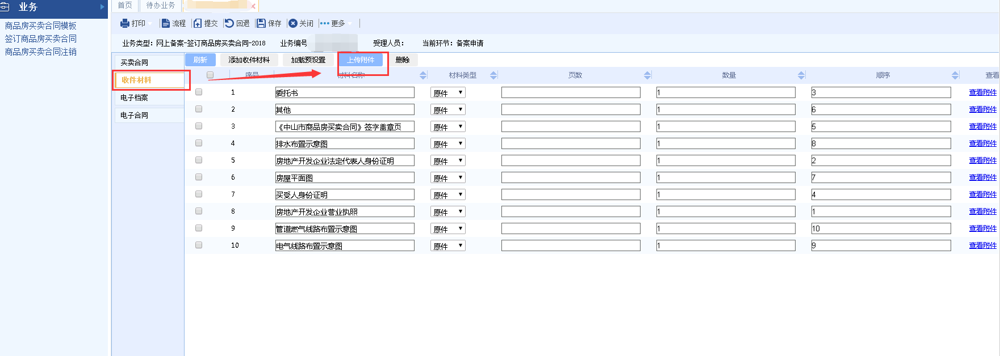 业务
首页 待办业务
商品房买卖合同模板
签订商品房买卖合同
商品房买卖合同注销
打印 流程 提交 回退 保存 关闭 更多
业务类型：网上备案-签订商品房买卖合同-2018 业务编号 受理人员： 当前环节：备案申请
买卖合同
收件材料
电子档案
电子合同
刷新 添加收件材料 加载预设置 上传附件 删除
序号 材料名称 材料类型 页数 数量 顺序 查看
1 委托书 原件 1 3 查看附件
2 其他 原件 1 6 查看附件
3 《中山市商品房买卖合同》签字盖章页 原件 1 5 查看附件
4 排水布置示意图 原件 1 8 查看附件
5 房地产开发企业法定代表人身份证明 原件 1 2 查看附件
6 房屋平面图 原件 1 7 查看附件
7 买受人身份证明 原件 1 4 查看附件
8 房地产开发企业营业执照 原件 1 1 查看附件
9 管道燃气线路布置示意图 原件 1 10 查看附件
10 电气线路布置示意图 原件 1 9 查看附件